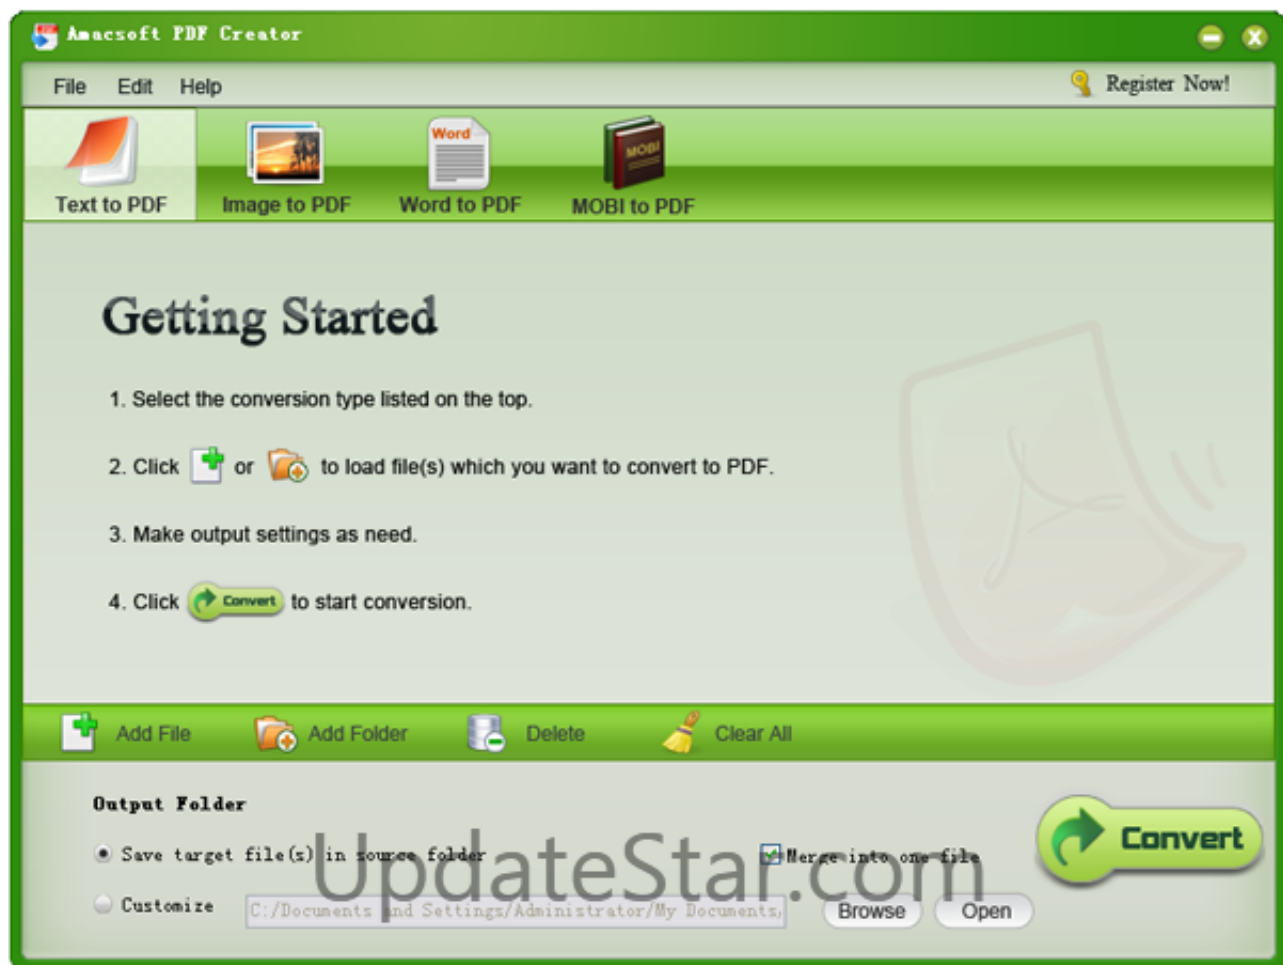 Amacsoft PDF Creator
File Edit Help Register Now!
Word
MOBI
Text to PDF Image to PDF Word to PDF MOBI to PDF
Getting Started
1. Select the conversion type listed on the top.
2. Click or to load file(s) which you want to convert to PDF.
3. Make output settings as need.
4. Click Convert to start conversion.
Add File Add Folder Delete Clear All
Output Folder
Save target file(s) in source folder Merge into one file
Convert
UpdateStar.com
Customize C:/Documents and Settings/Administrator/My Documents, Browse Open